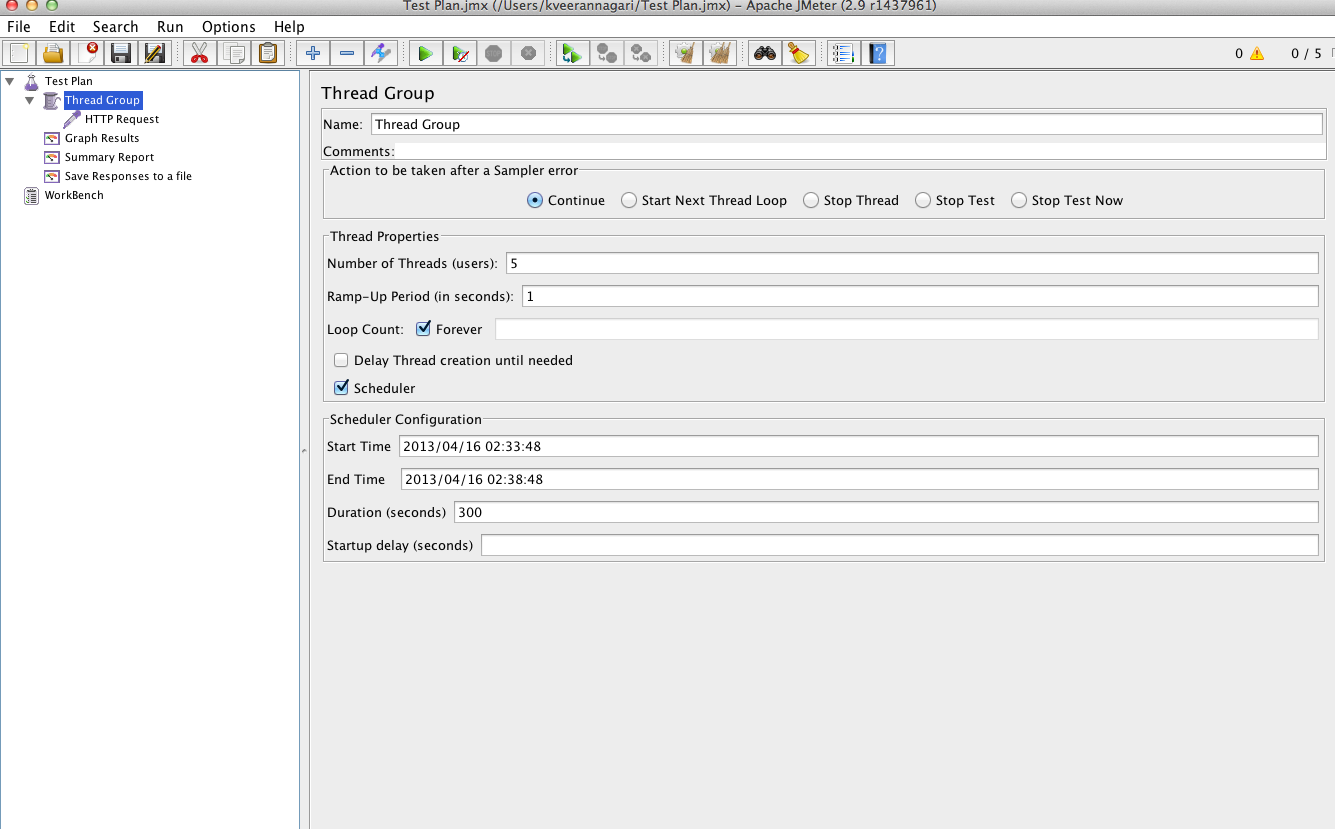 Test Plan.jmx (/Users/kveerannagari/Test Plan.jmx) – Apache JMeter (2.9 r1437961)
File Edit Search Run Options Help
0 0 / 5
Test Plan
Thread Group
HTTP Request
Graph Results
Summary Report
Save Responses to a file
WorkBench
Thread Group
Name: Thread Group
Comments:
Action to be taken after a Sampler error
Continue Start Next Thread Loop Stop Thread Stop Test Stop Test Now
Thread Properties
Number of Threads (users): 5
Ramp-Up Period (in seconds): 1
Loop Count: Forever
Delay Thread creation until needed
Scheduler
Scheduler Configuration
Start Time 2013/04/16 02:33:48
End Time 2013/04/16 02:38:48
Duration (seconds) 300
Startup delay (seconds)